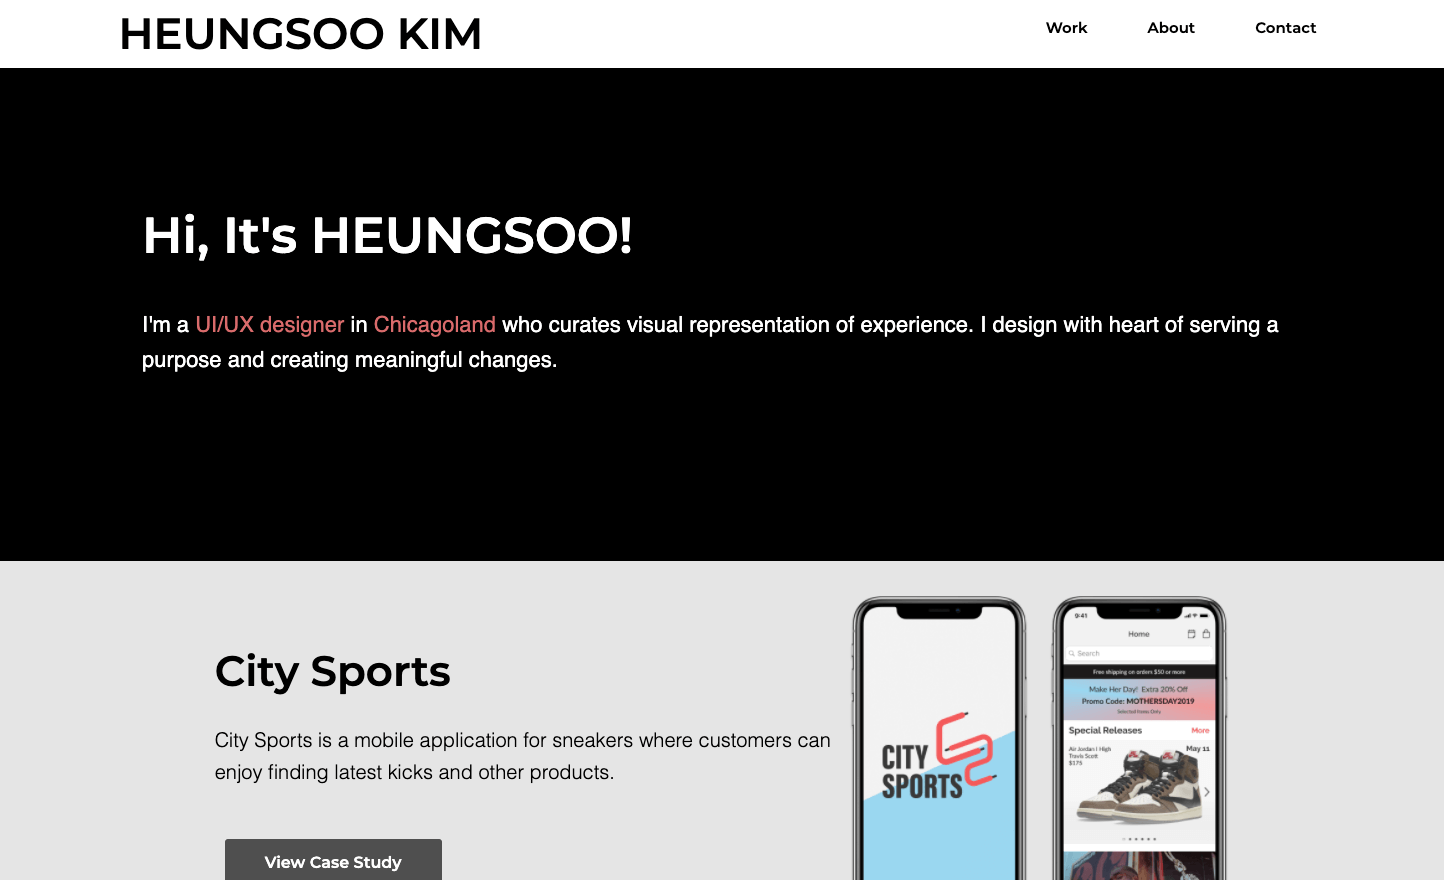 HEUNGSOO KIM
Work
About
Contact
Hi, It's HEUNGSOO!
I'm a UI/UX designer in Chicagoland who curates visual representation of experience. I design with heart of serving a
purpose and creating meaningful changes.
City Sports
City Sports is a mobile application for sneakers where customers can
enjoy finding latest kicks and other products.
View Case Study
CITY
SPORTS
9:41
Home
Search
Free shipping on orders $50 or more
Make Her Day! Extra 20% Off
Promo Code: MOTHERSDAY2019
Selected Items Only
Special Releases
More
Air Jordan I High
Travis Scott
$175
May 11